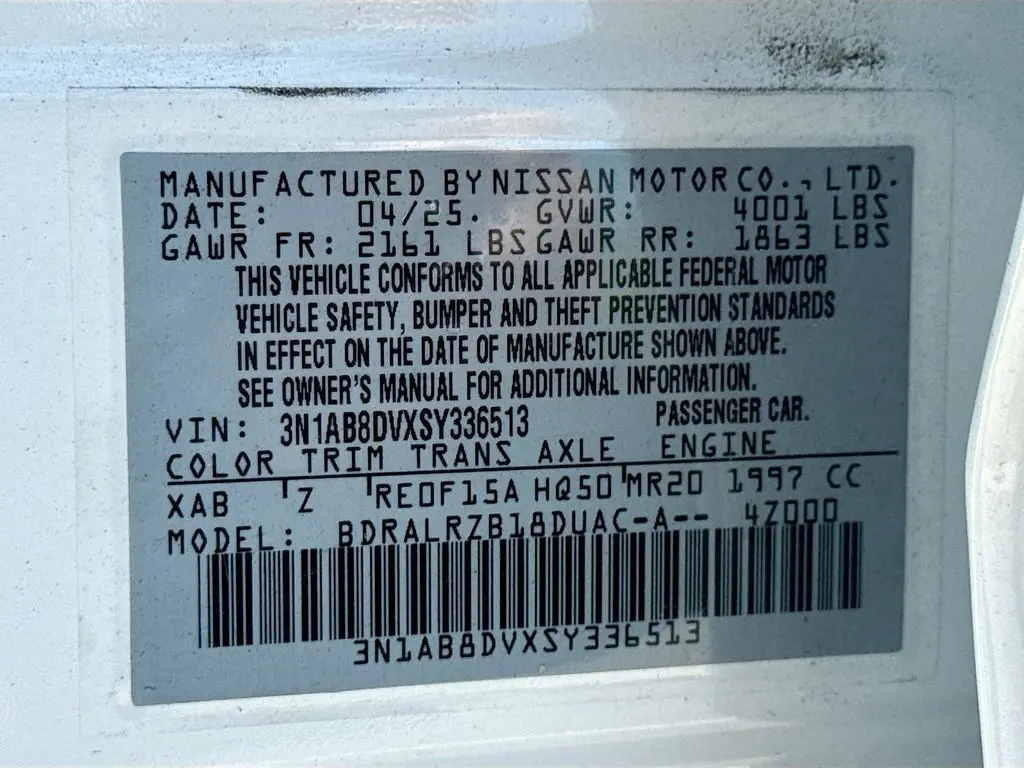 MANUFACTURED BY NISSAN MOTOR CO., LTD.
DATE: 04/25. GVWR: 4001 LBS
GAWR FR: 2161 LBS GAWR RR: 1863 LBS
THIS VEHICLE CONFORMS TO ALL APPLICABLE FEDERAL MOTOR
VEHICLE SAFETY, BUMPER AND THEFT PREVENTION STANDARDS
IN EFFECT ON THE DATE OF MANUFACTURE SHOWN ABOVE.
SEE OWNER'S MANUAL FOR ADDITIONAL INFORMATION.
VIN: 3N1AB8DVXSY336513 PASSENGER CAR.
COLOR TRIM TRANS AXLE ENGINE
XAB Z RE0F15A HQ50 MR20 1997 CC
MODEL: BDRALRZB18DUAC-A-- 4Z000
3N1AB8DVXSY336513